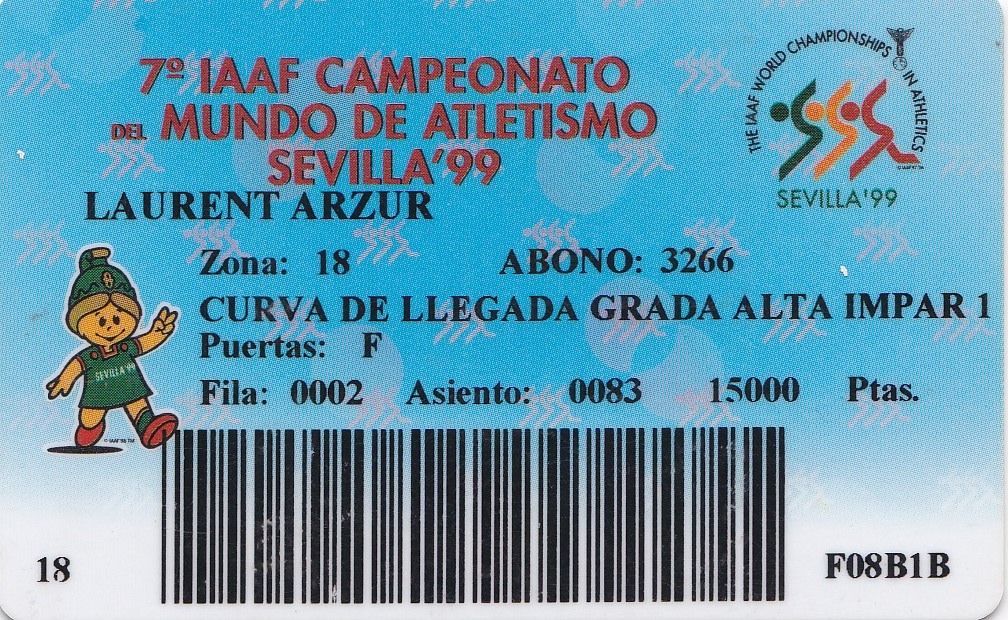 7º IAAF CAMPEONATO
DEL MUNDO DE ATLETISMO
SEVILLA'99
THE IAAF WORLD CHAMPIONSHIPS IN ATHLETICS
SEVILLA'99
LAURENT ARZUR
Zona: 18 ABONO: 3266
CURVA DE LLEGADA GRADA ALTA IMPAR 1
Puertas: F
Fila: 0002 Asiento: 0083 15000 Ptas.
SEVILLA'99
18 F08B1B